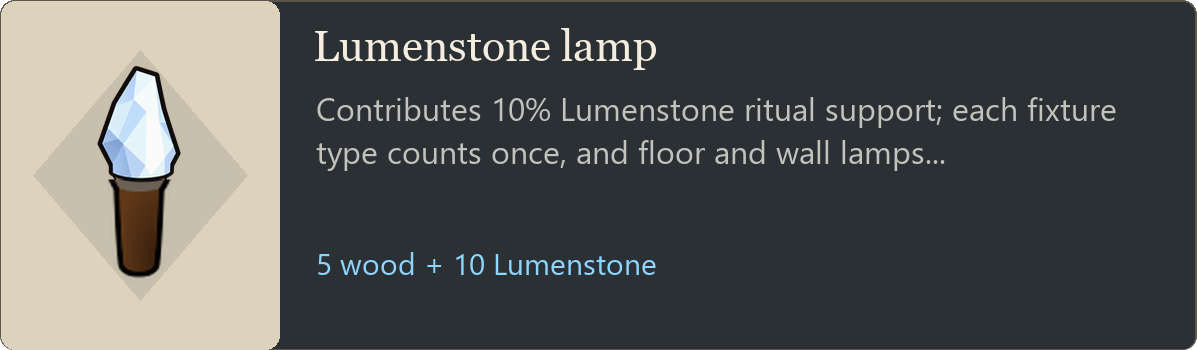 Lumenstone lamp
Contributes 10% Lumenstone ritual support; each fixture
type counts once, and floor and wall lamps...
5 wood + 10 Lumenstone